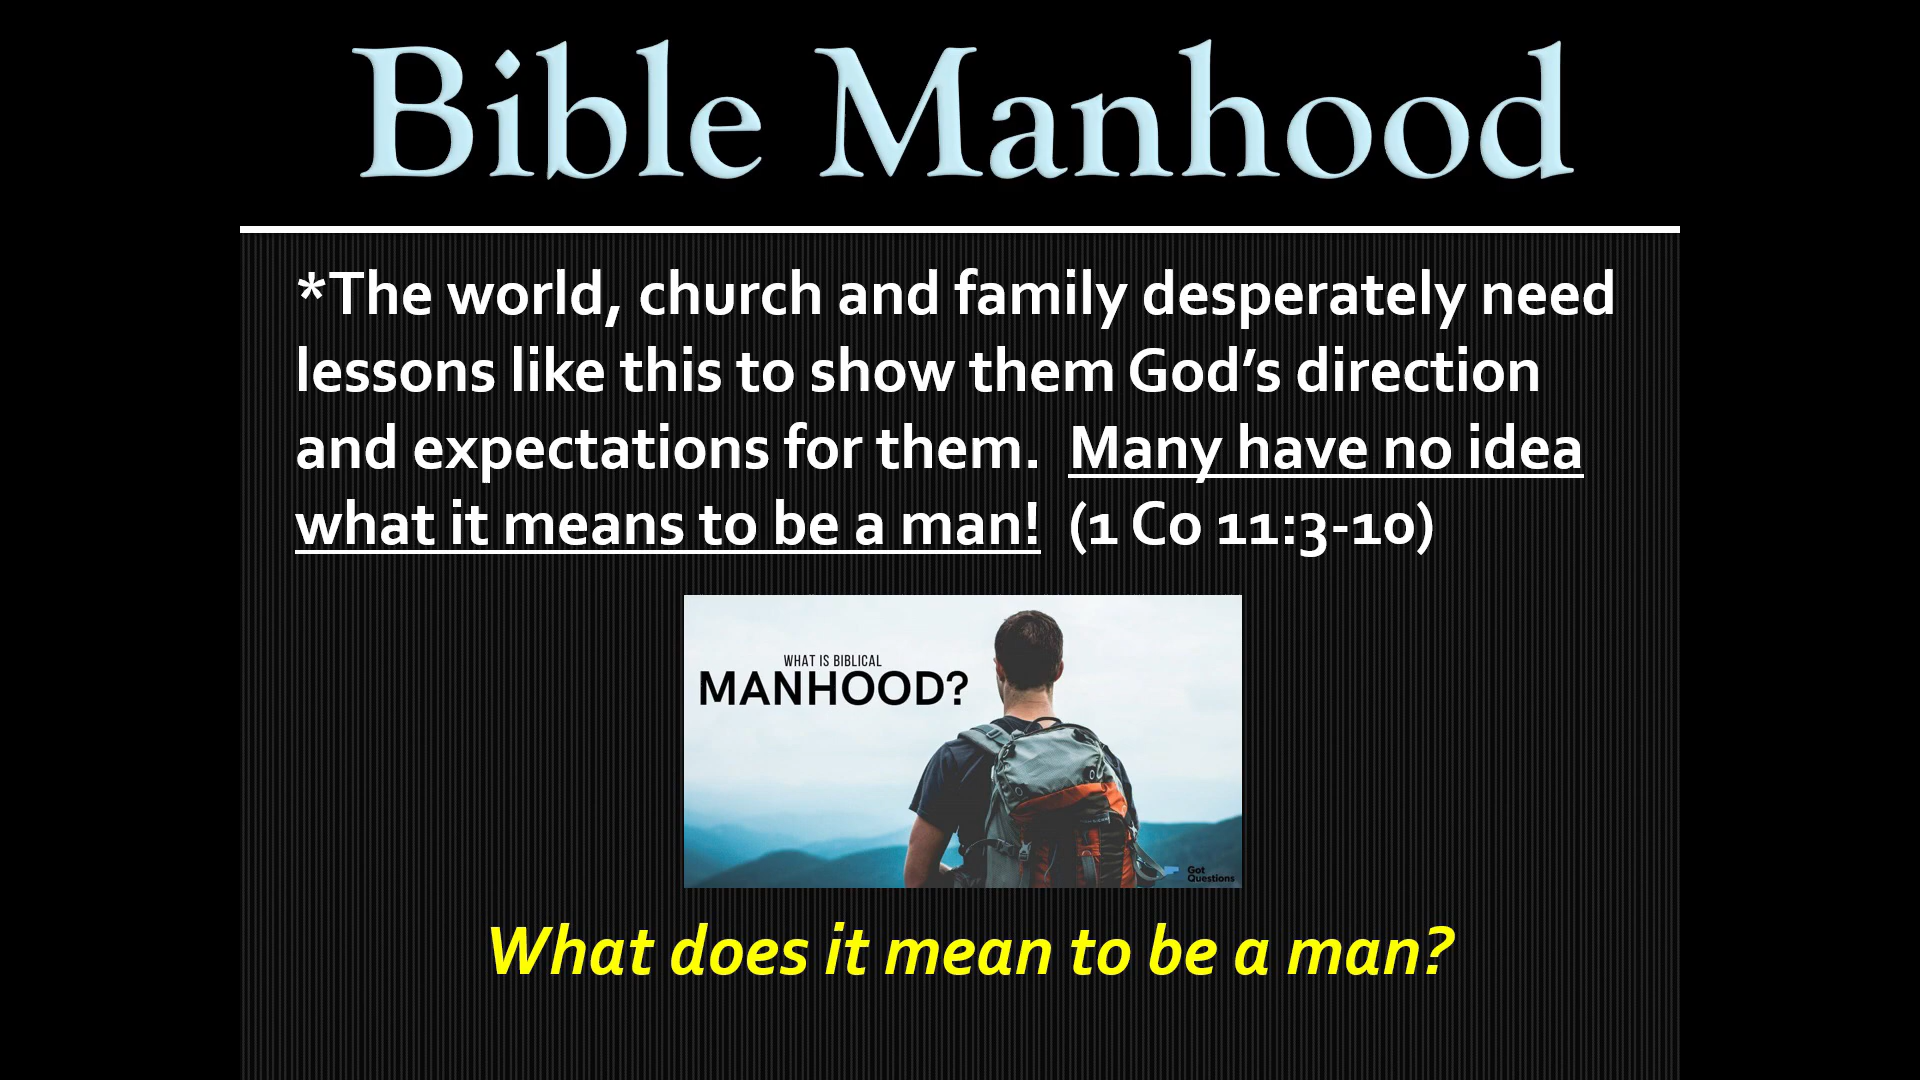 Bible Manhood
*The world, church and family desperately need
lessons like this to show them God’s direction
and expectations for them.  Many have no idea
what it means to be a man!  (1 Co 11:3-10)
WHAT IS BIBLICAL
MANHOOD?
Got
Questions
What does it mean to be a man?